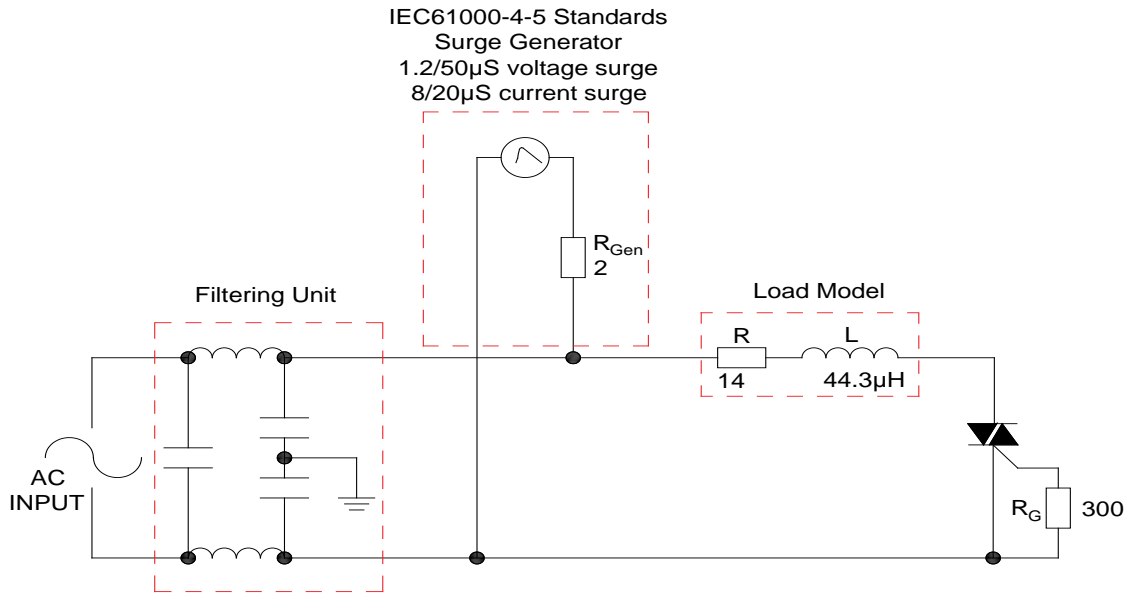 IEC61000-4-5 Standards
Surge Generator
1.2/50µS voltage surge
8/20µS current surge
RGen
2
Filtering Unit
Load Model
R
L
14
44.3µH
AC
INPUT
RG
300